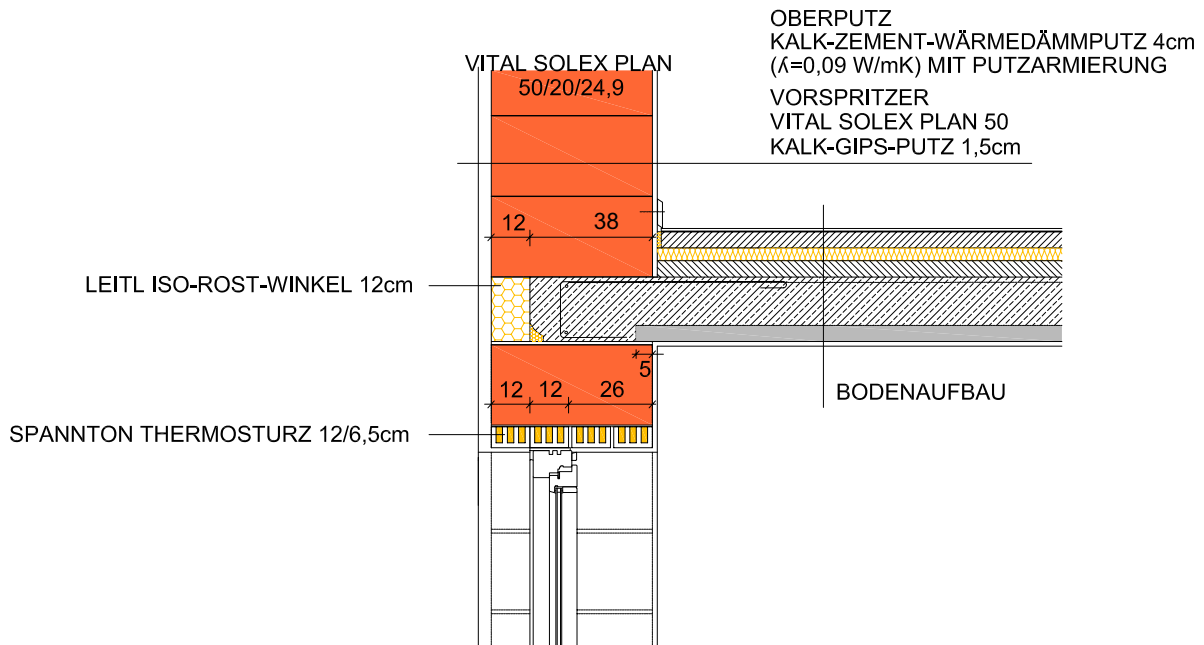 OBERPUTZ
KALK-ZEMENT-WÄRMEDÄMMPUTZ 4cm
(ʎ=0,09 W/mK) MIT PUTZARMIERUNG
VORSPRITZER
VITAL SOLEX PLAN 50
KALK-GIPS-PUTZ 1,5cm
VITAL SOLEX PLAN
50/20/24,9
12
38
LEITL ISO-ROST-WINKEL 12cm
5
12
12
26
BODENAUFBAU
SPANNTON THERMOSTURZ 12/6,5cm